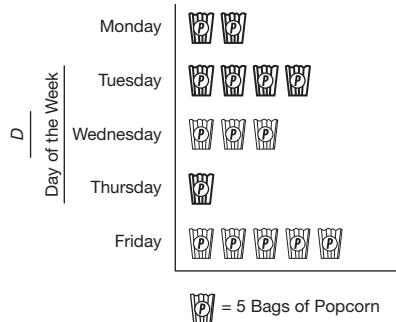 Monday
P P
Tuesday
P P P P
D
Day of the Week
Wednesday
P P P
Thursday
P
Friday
P P P P P
P = 5 Bags of Popcorn